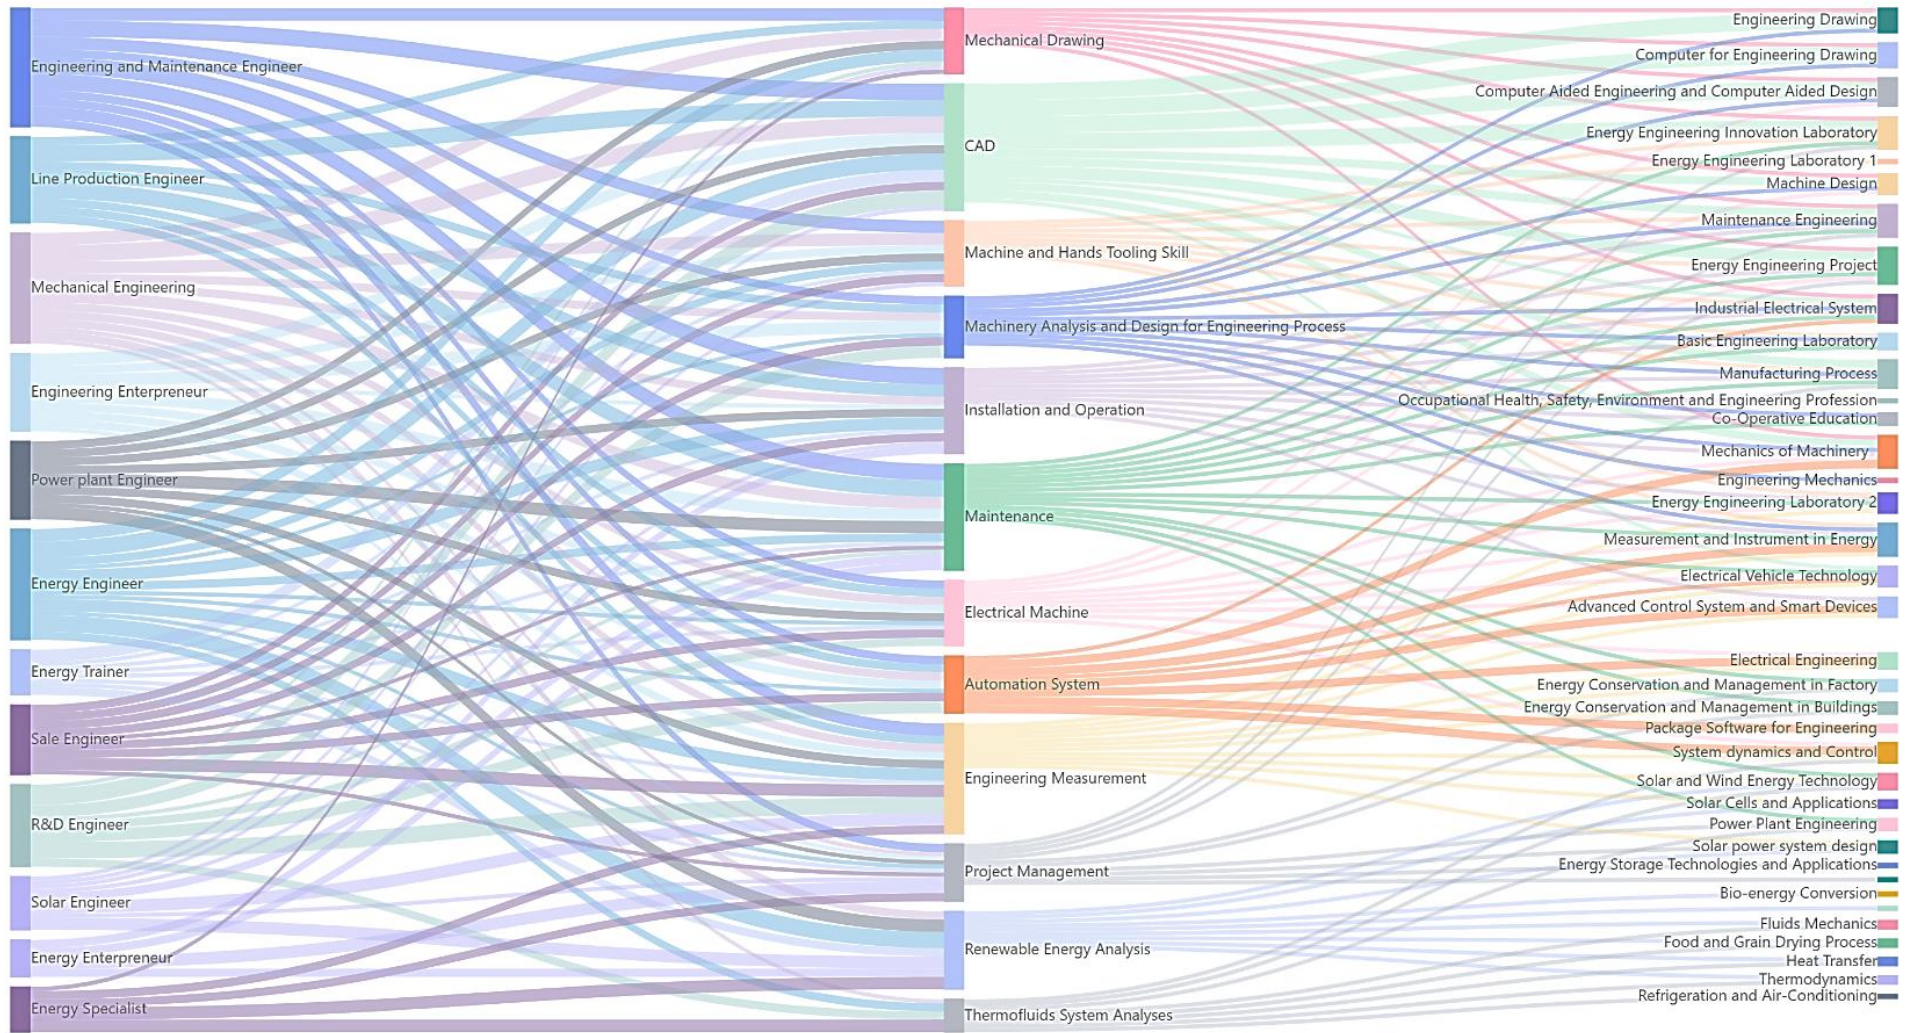 Engineering and Maintenance Engineer
Line Production Engineer
Mechanical Engineering
Engineering Enterpreneur
Power plant Engineer
Energy Engineer
Energy Trainer
Sale Engineer
R&D Engineer
Solar Engineer
Energy Enterpreneur
Energy Specialist
Mechanical Drawing
CAD
Machine and Hands Tooling Skill
Machinery Analysis and Design for Engineering Process
Installation and Operation
Maintenance
Electrical Machine
Automation System
Engineering Measurement
Project Management
Renewable Energy Analysis
Thermofluids System Analyses
Engineering Drawing
Computer for Engineering Drawing
Computer Aided Engineering and Computer Aided Design
Energy Engineering Innovation Laboratory
Energy Engineering Laboratory 1
Machine Design
Maintenance Engineering
Energy Engineering Project
Industrial Electrical System
Basic Engineering Laboratory
Manufacturing Process
Occupational Health, Safety, Environment and Engineering Profession
Co-Operative Education
Mechanics of Machinery
Engineering Mechanics
Energy Engineering Laboratory 2
Measurement and Instrument in Energy
Electrical Vehicle Technology
Advanced Control System and Smart Devices
Electrical Engineering
Energy Conservation and Management in Factory
Energy Conservation and Management in Buildings
Package Software for Engineering
System dynamics and Control
Solar and Wind Energy Technology
Solar Cells and Applications
Power Plant Engineering
Solar power system design
Energy Storage Technologies and Applications
Bio-energy Conversion
Fluids Mechanics
Food and Grain Drying Process
Heat Transfer
Thermodynamics
Refrigeration and Air-Conditioning